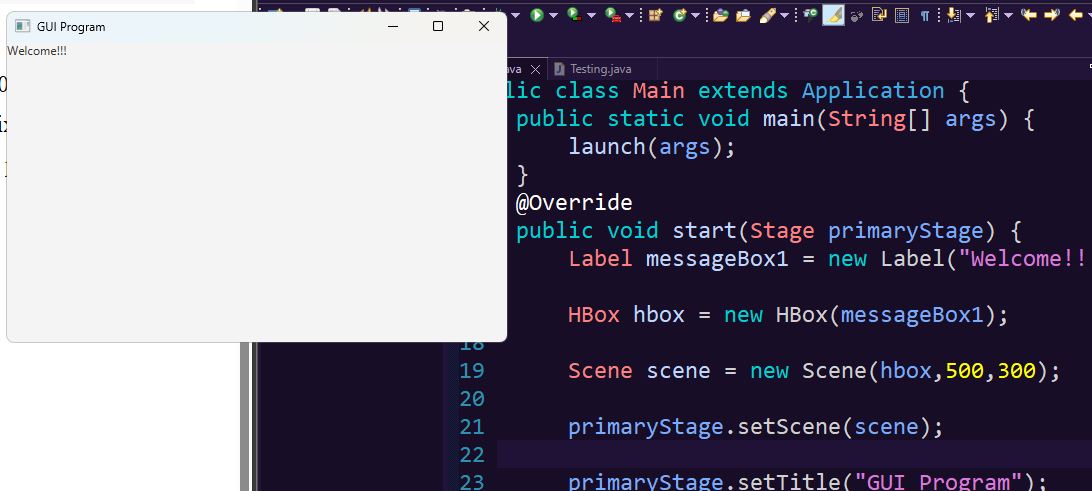 GUI Program
Welcome!!!
ava
Testing.java
lic class Main extends Application {
public static void main(String[] args) {
launch(args);
}
@Override
public void start(Stage primaryStage) {
Label messageBox1 = new Label("Welcome!!
HBox hbox = new HBox(messageBox1);
18
19 Scene scene = new Scene(hbox,500,300);
20
21 primaryStage.setScene(scene);
22
23 primaryStage.setTitle("GUI Program");